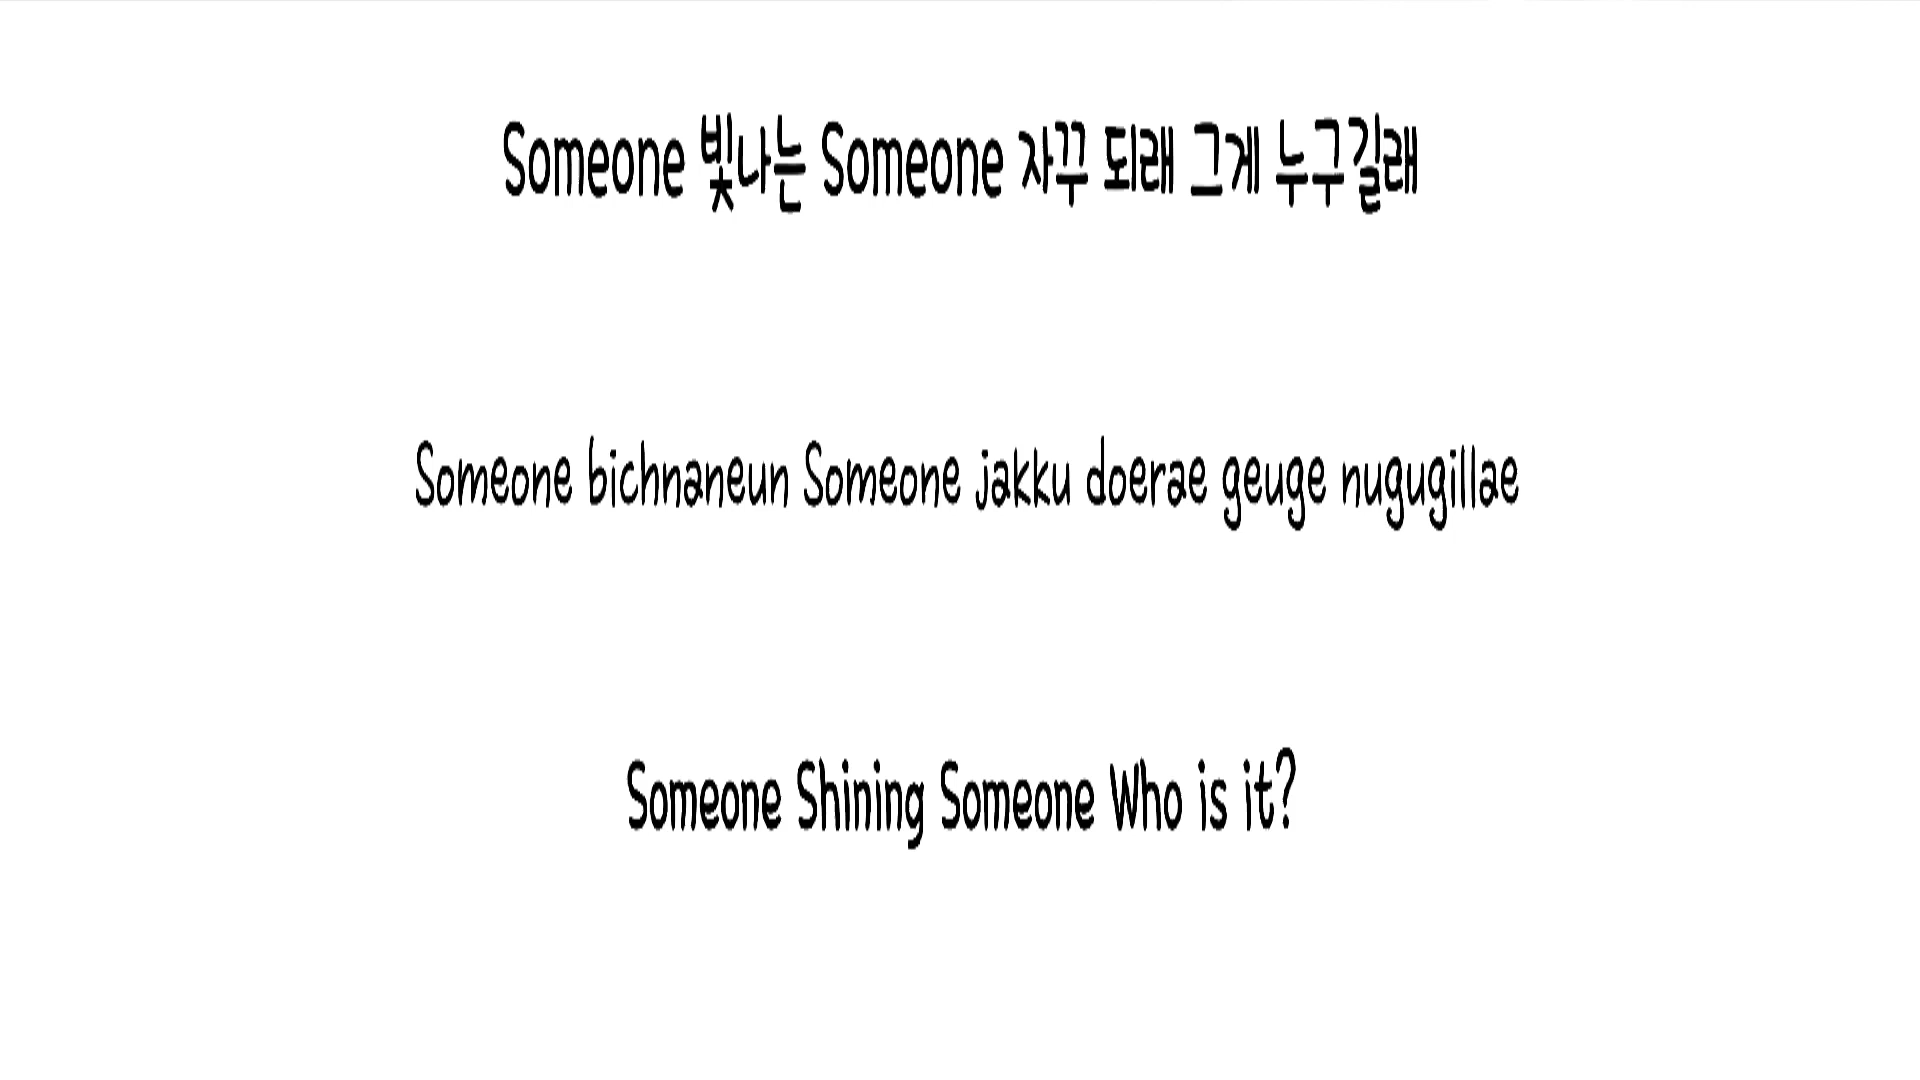 Someone 빛나는 Someone 자꾸 되래 그게 누구길래
Someone bichnaneun Someone jakku doerae geuge nugugillae
Someone Shining Someone Who is it?